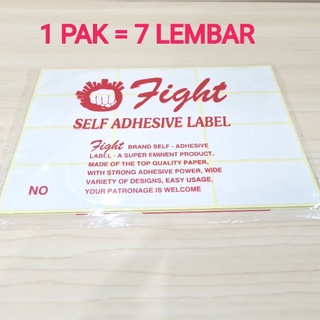 1 PAK = 7 LEMBAR
Fight
SELF ADHESIVE LABEL
Fight BRAND SELF - ADHESIVE
LABEL - A SUPER EMINENT PRODUCT,
MADE OF THE TOP QUALITY PAPER,
WITH STRONG ADHESIVE POWER, WIDE
VARIETY OF DESIGNS, EASY USAGE.
YOUR PATRONAGE IS WELCOME
NO